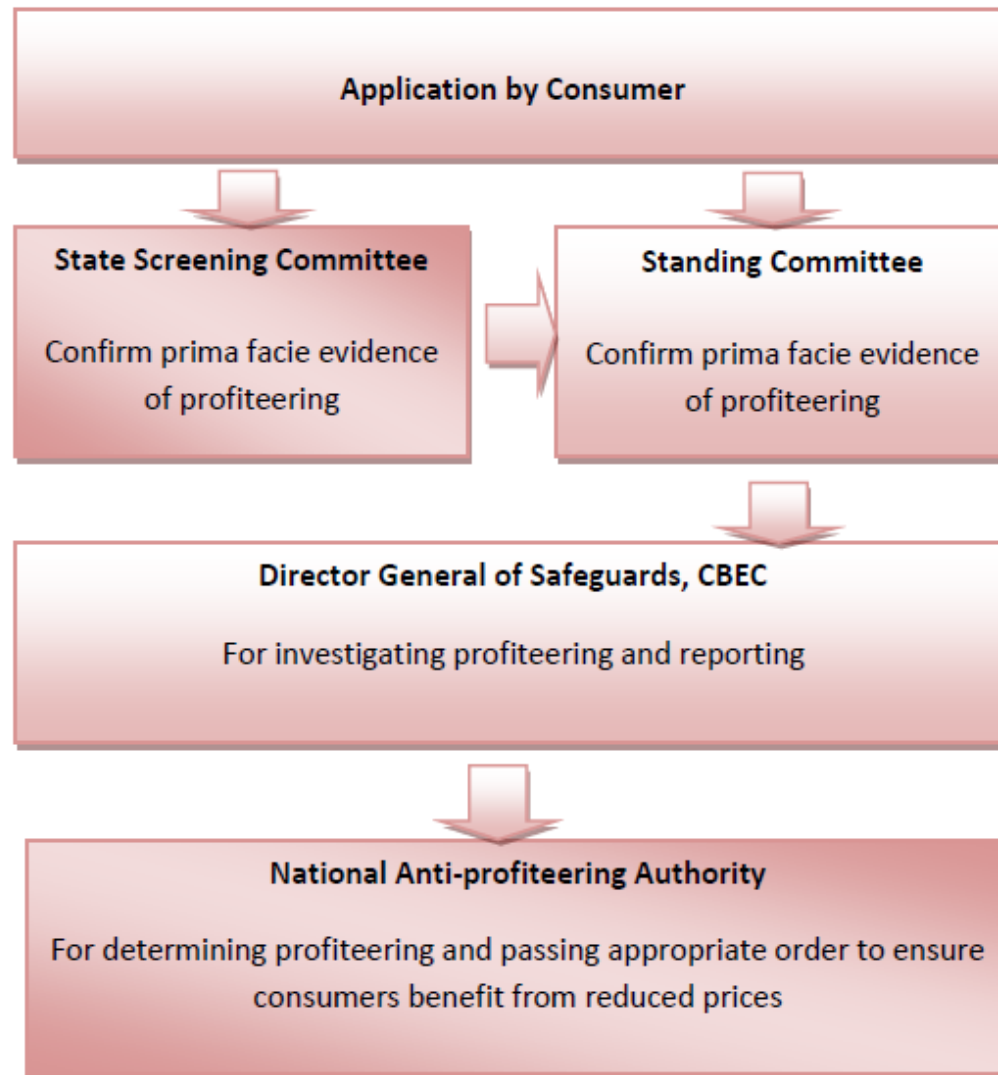 Application by Consumer
State Screening Committee
Confirm prima facie evidence
of profiteering
Standing Committee
Confirm prima facie evidence
of profiteering
Director General of Safeguards, CBEC
For investigating profiteering and reporting
National Anti-profiteering Authority
For determining profiteering and passing appropriate order to ensure
consumers benefit from reduced prices